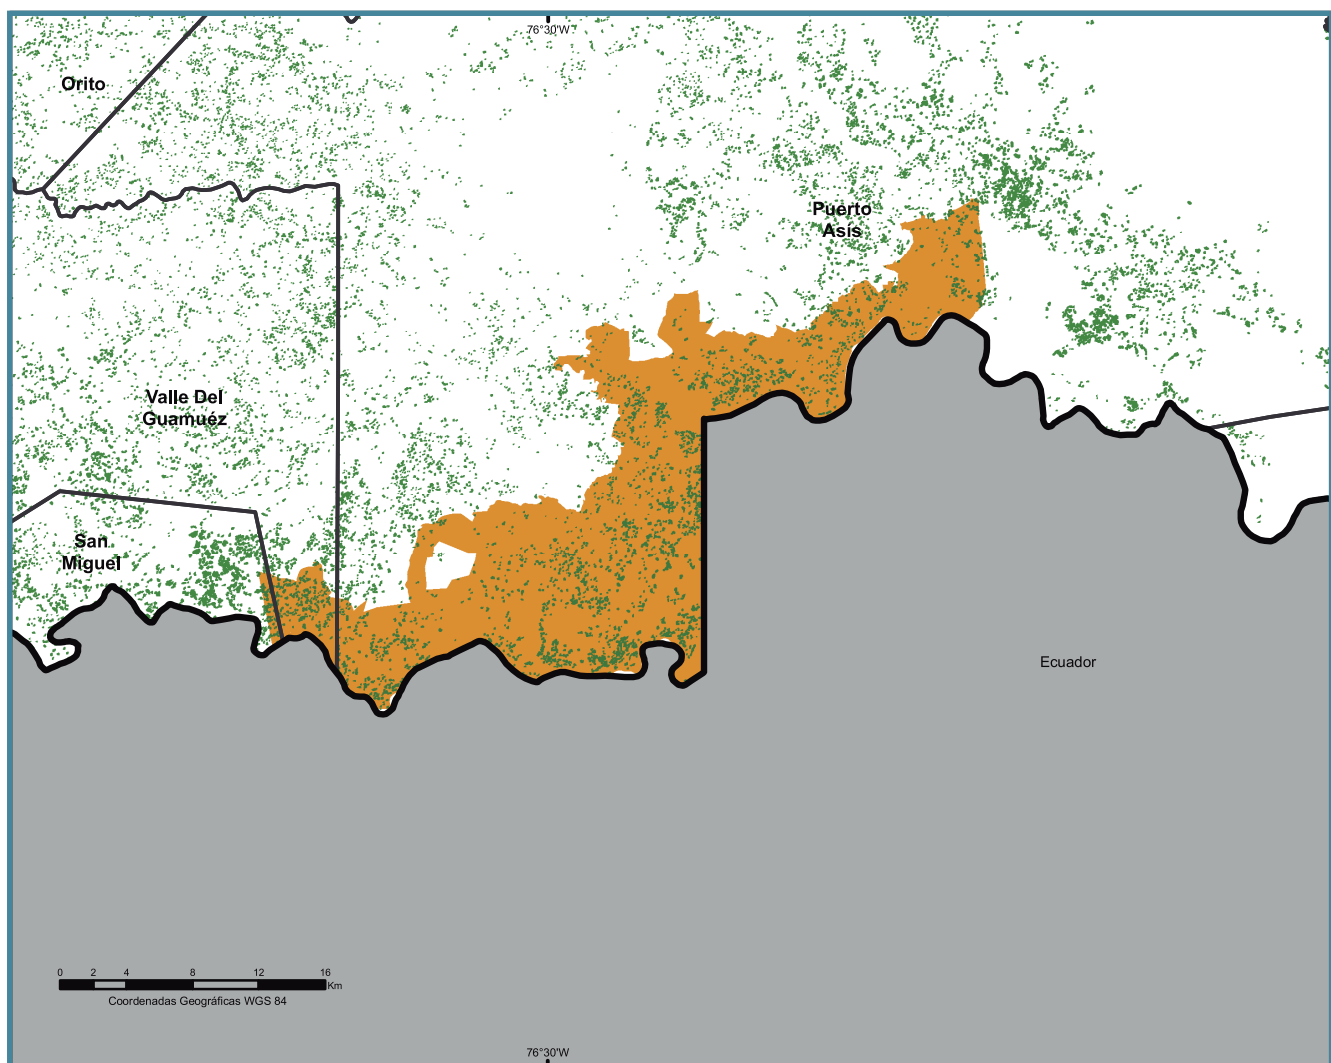 76°30'W
Orito
Puerto
Asís
Valle Del
Guamuéz
San
Miguel
Ecuador
0 2 4 8 12 16
Km
Coordenadas Geográficas WGS 84
76°30'W